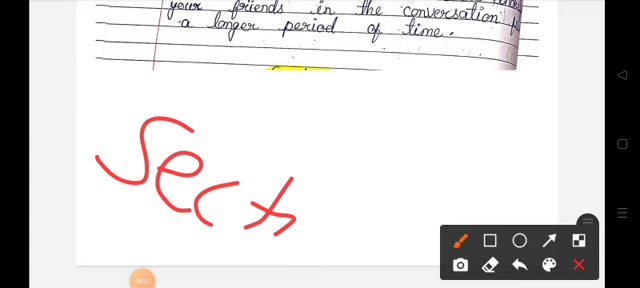 your friends in the conversation
a longer period of time.
Sect